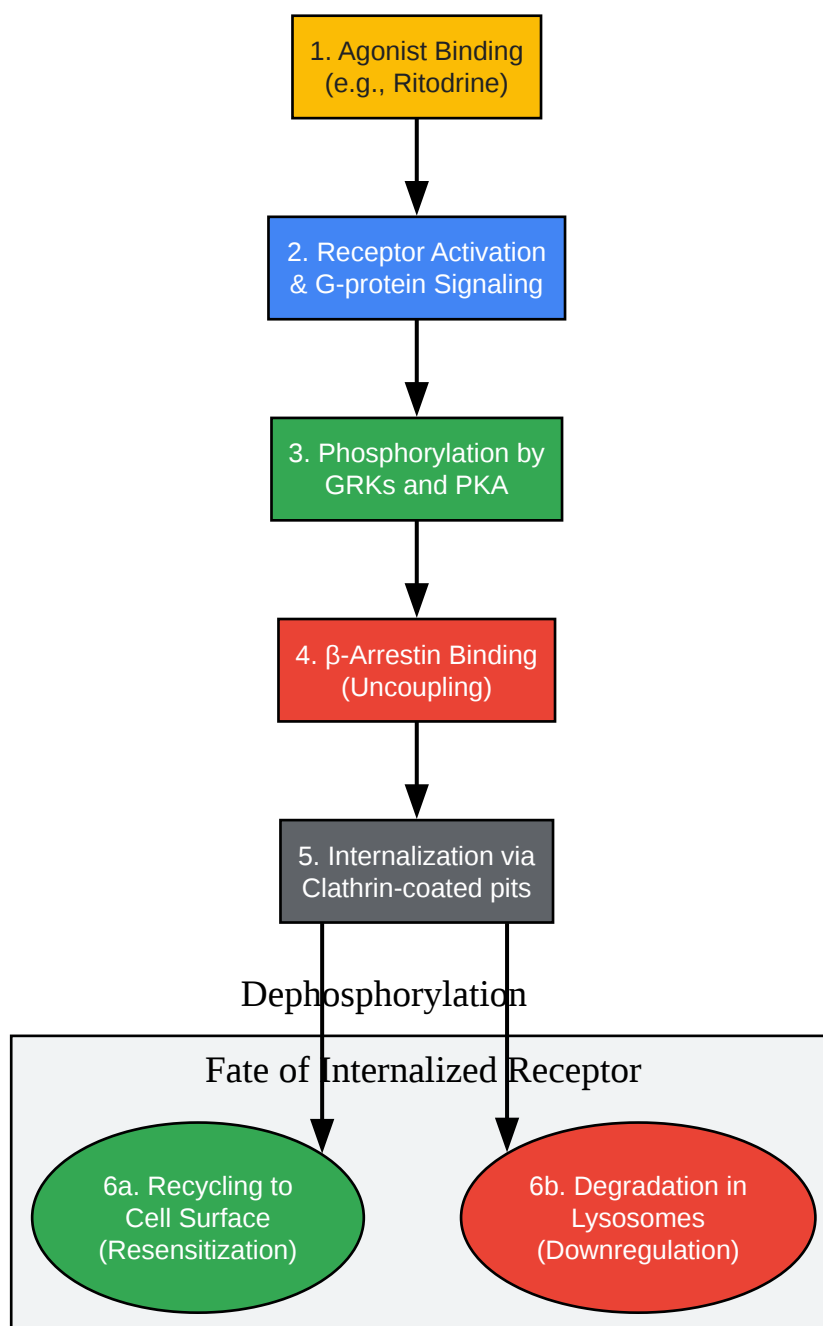 1. Agonist Binding
(e.g., Ritodrine)
2. Receptor Activation
& G-protein Signaling
3. Phosphorylation by
GRKs and PKA
4. β-Arrestin Binding
(Uncoupling)
5. Internalization via
Clathrin-coated pits
Dephosphorylation
Fate of Internalized Receptor
6a. Recycling to
Cell Surface
(Resensitization)
6b. Degradation in
Lysosomes
(Downregulation)